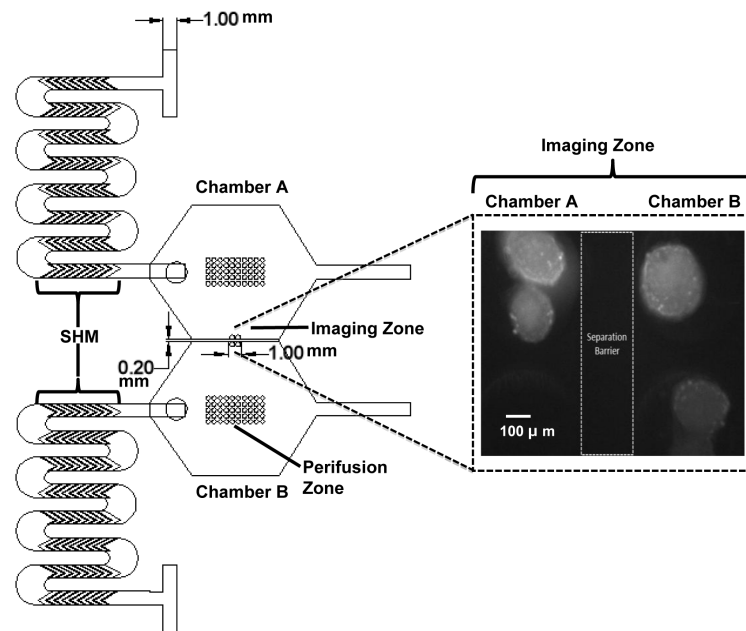 1.00 mm
Imaging Zone
Chamber A
Chamber A
Chamber B
Separation
Barrier
100 μ m
Imaging Zone
SHM
0.20
mm
1.00 mm
Perifusion
Zone
Chamber B